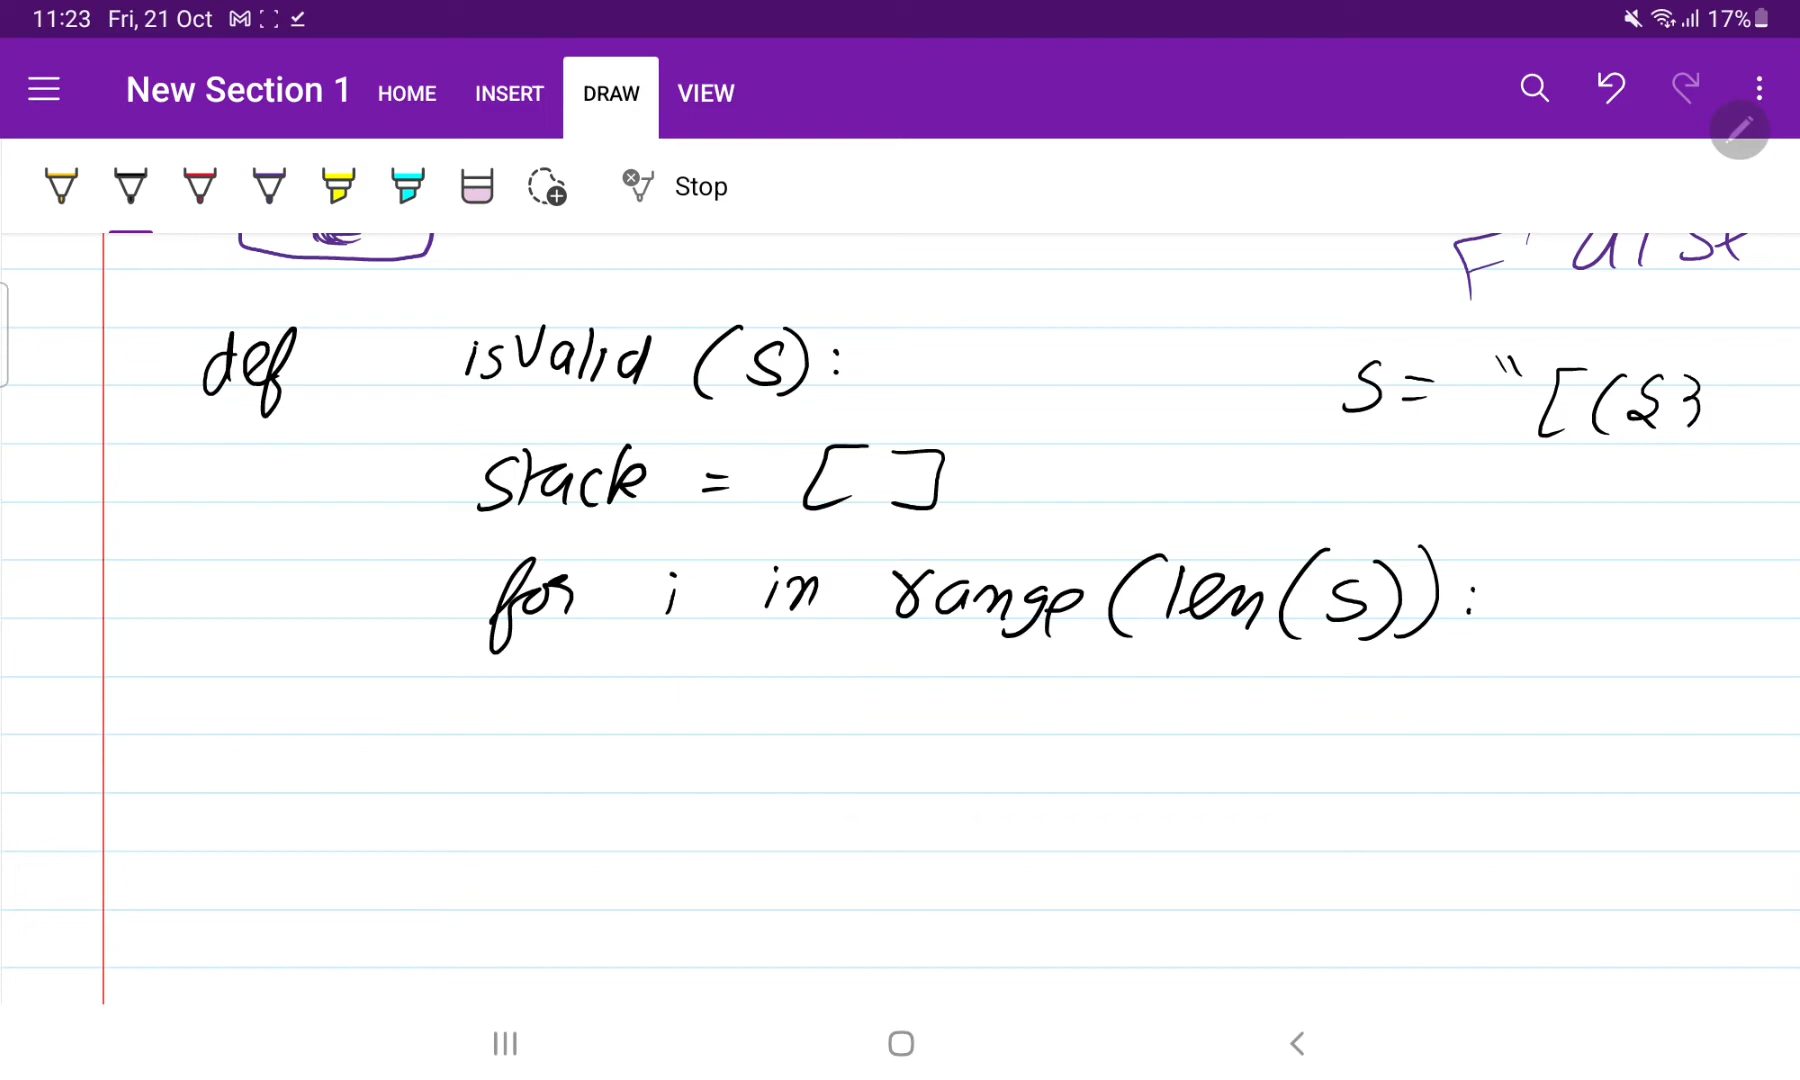 11:23 Fri, 21 Oct 17%
New Section 1 HOME INSERT DRAW VIEW
Stop
def isValid (s):
s = "[({}
stack = []
for i in range(len(s)):